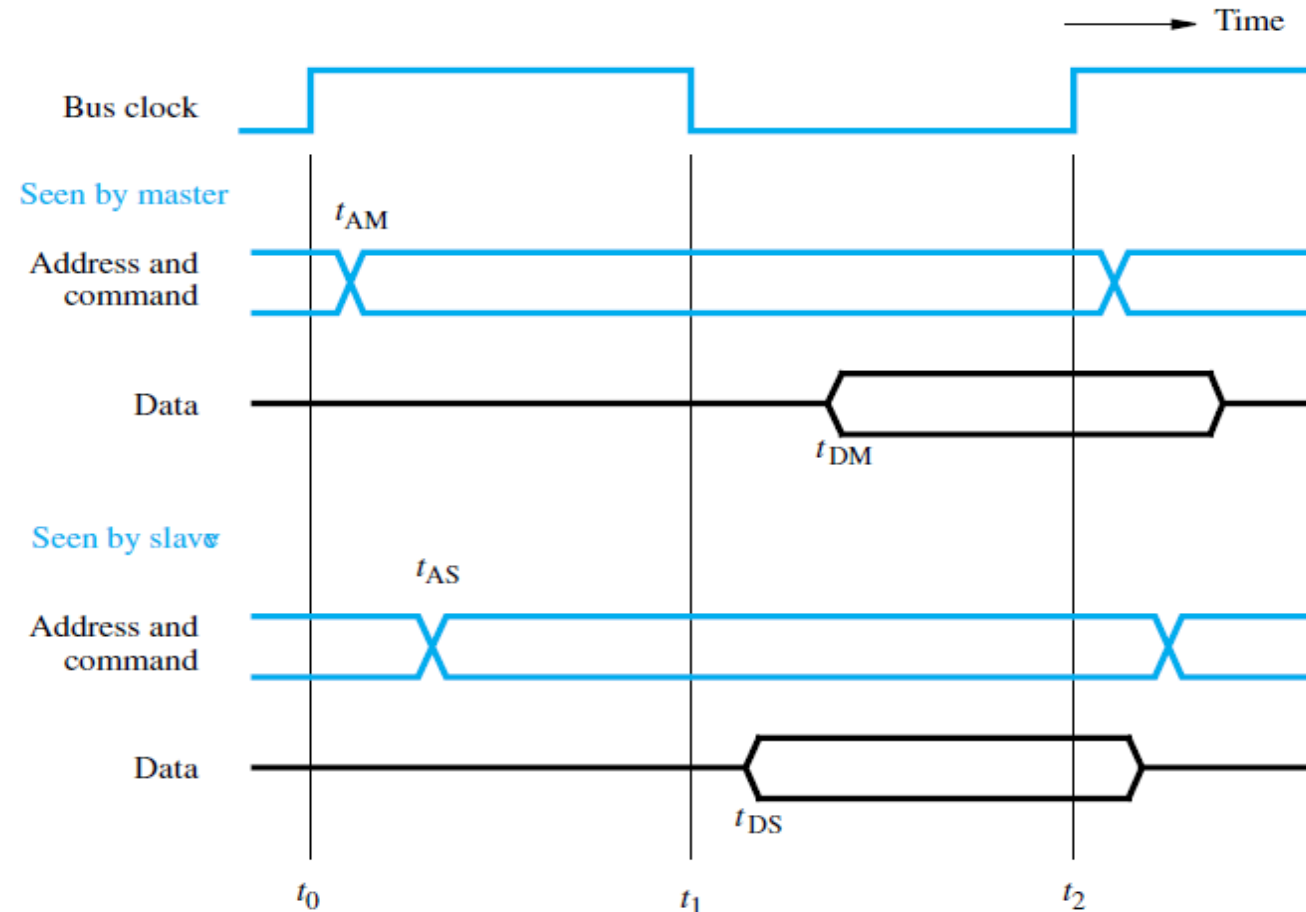 Time
Bus clock
Seen by master
tAM
Address and
command
Data
tDM
Seen by slave
tAS
Address and
command
Data
tDS
t0 t1 t2